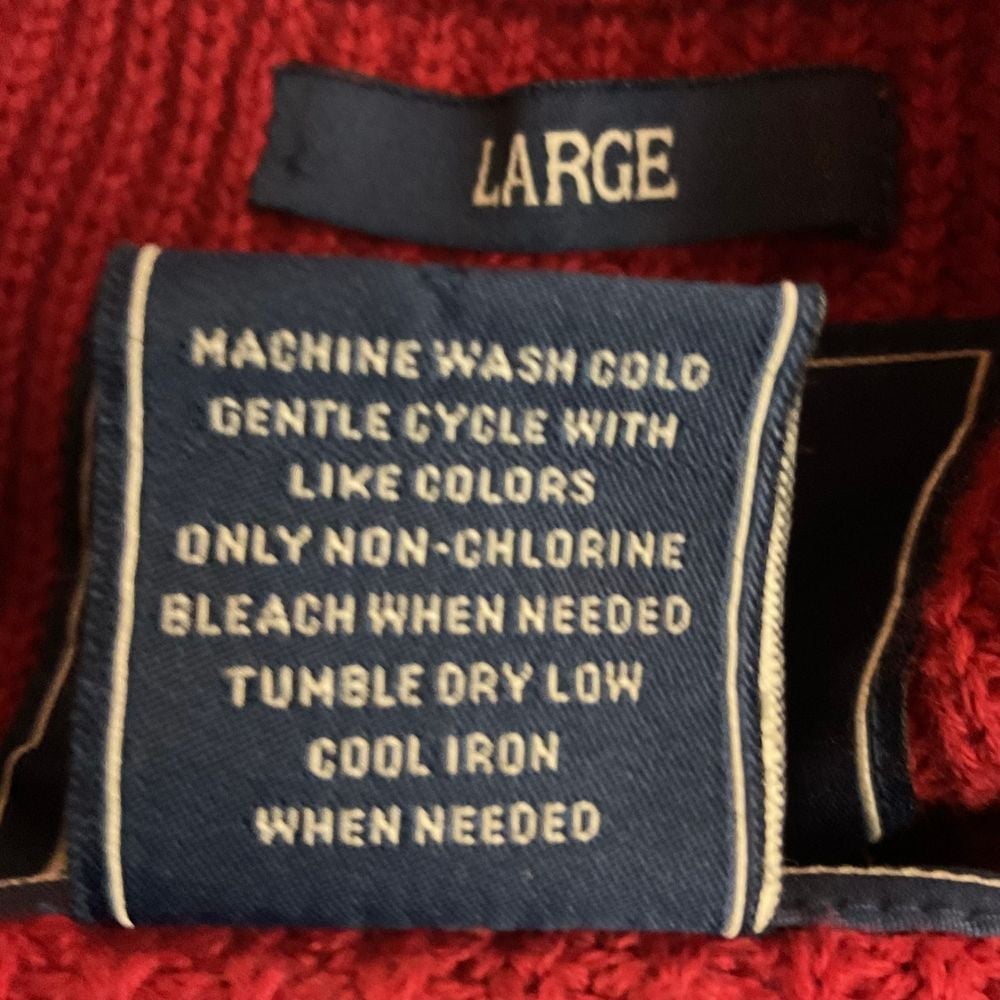 LARGE
MACHINE WASH COLD
GENTLE CYCLE WITH
LIKE COLORS
ONLY NON-CHLORINE
BLEACH WHEN NEEDED
TUMBLE DRY LOW
COOL IRON
WHEN NEEDED